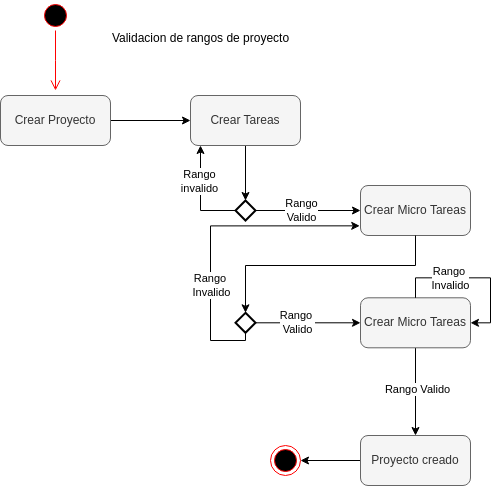 Validacion de rangos de proyecto
Crear Proyecto
Crear Tareas
Rango
invalido
Rango
Valido
Crear Micro Tareas
Rango
Invalido
Rango
Invalido
Rango
Valido
Crear Micro Tareas
Rango Valido
Proyecto creado